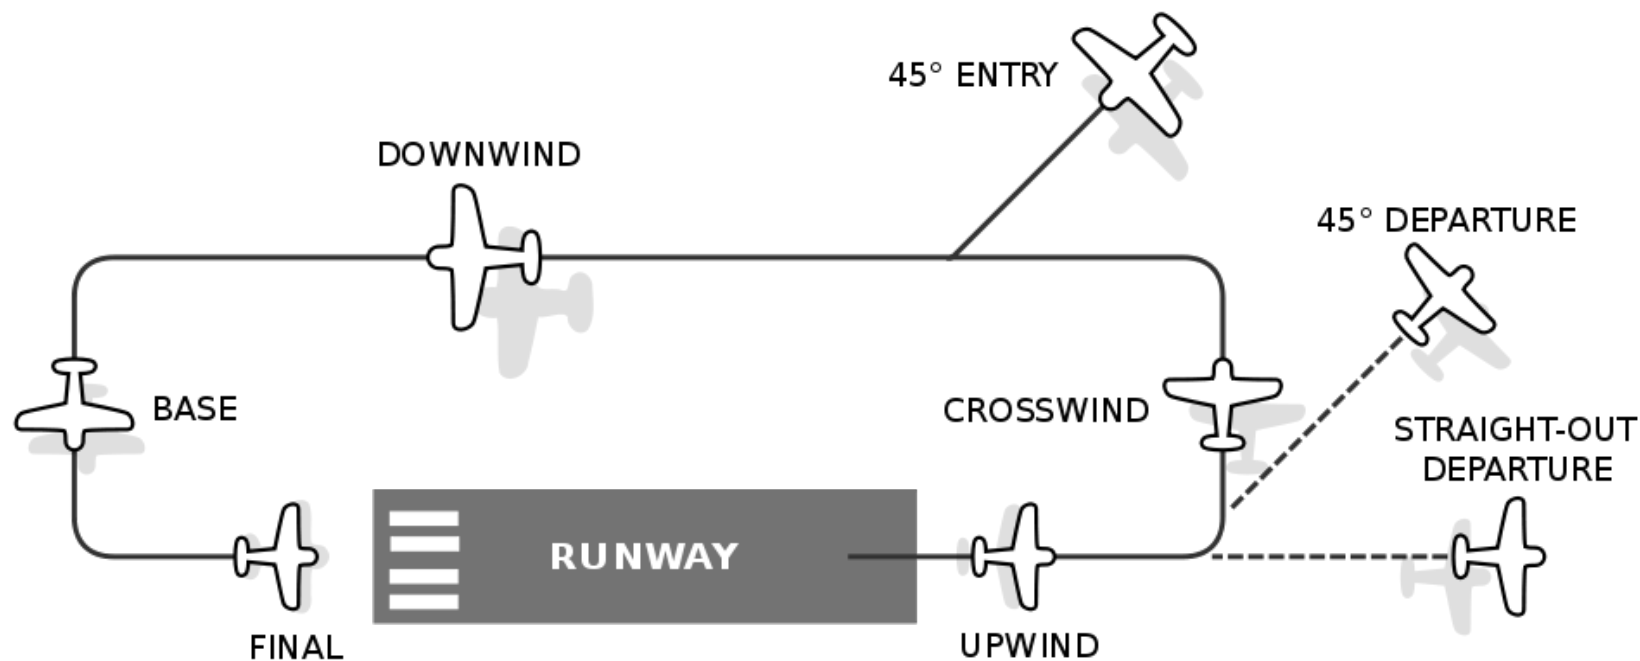 45° ENTRY
DOWNWIND
45° DEPARTURE
BASE
CROSSWIND
STRAIGHT-OUT
DEPARTURE
RUNWAY
FINAL
UPWIND